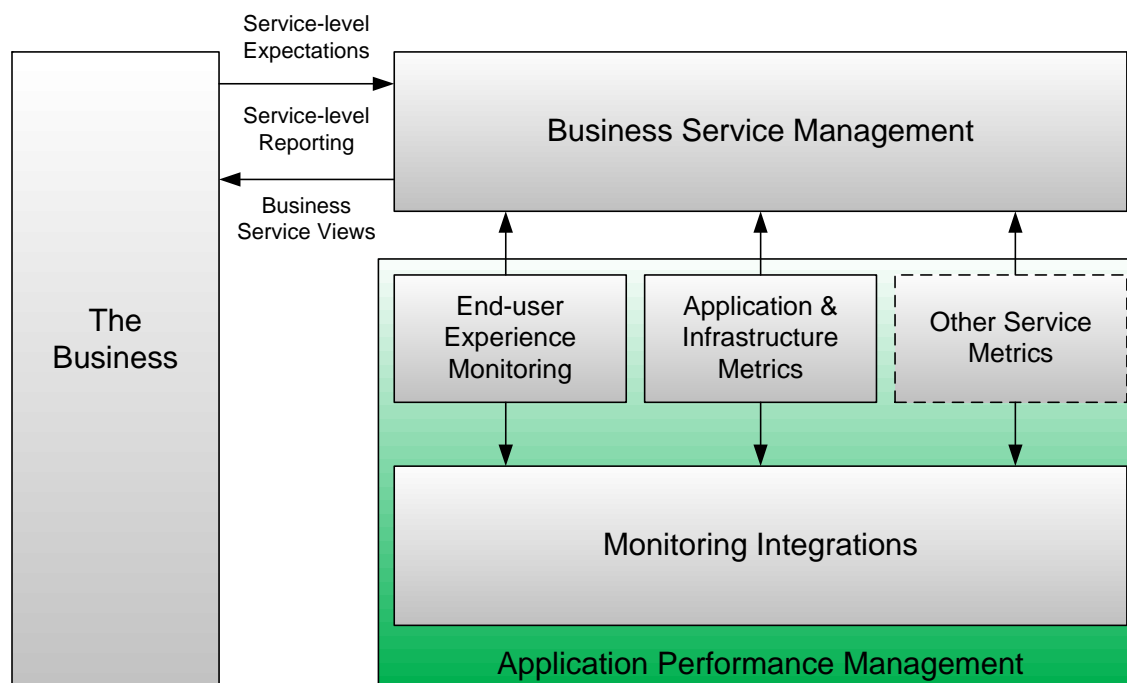 Service-level
Expectations
Service-level
Reporting
Business
Service Views
Business Service Management
The
Business
End-user
Experience
Monitoring
Application &
Infrastructure
Metrics
Other Service
Metrics
Monitoring Integrations
Application Performance Management